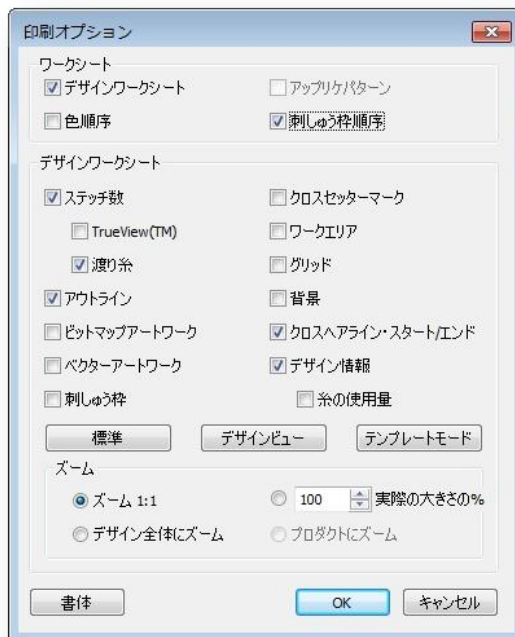 印刷オプション
ワークシート
デザインワークシート アップリケパターン
色順序 刺しゅう枠順序
デザインワークシート
ステッチ数 クロスセッターマーク
TrueView(TM) ワークエリア
渡り糸 グリッド
アウトライン 背景
ビットマップアートワーク クロスヘアライン・スタート/エンド
ベクターアートワーク デザイン情報
刺しゅう枠 糸の使用量
標準 デザインビュー テンプレートモード
ズーム
ズーム 1:1 100 実際の大きさの%
デザイン全体にズーム プロダクトにズーム
書体 OK キャンセル